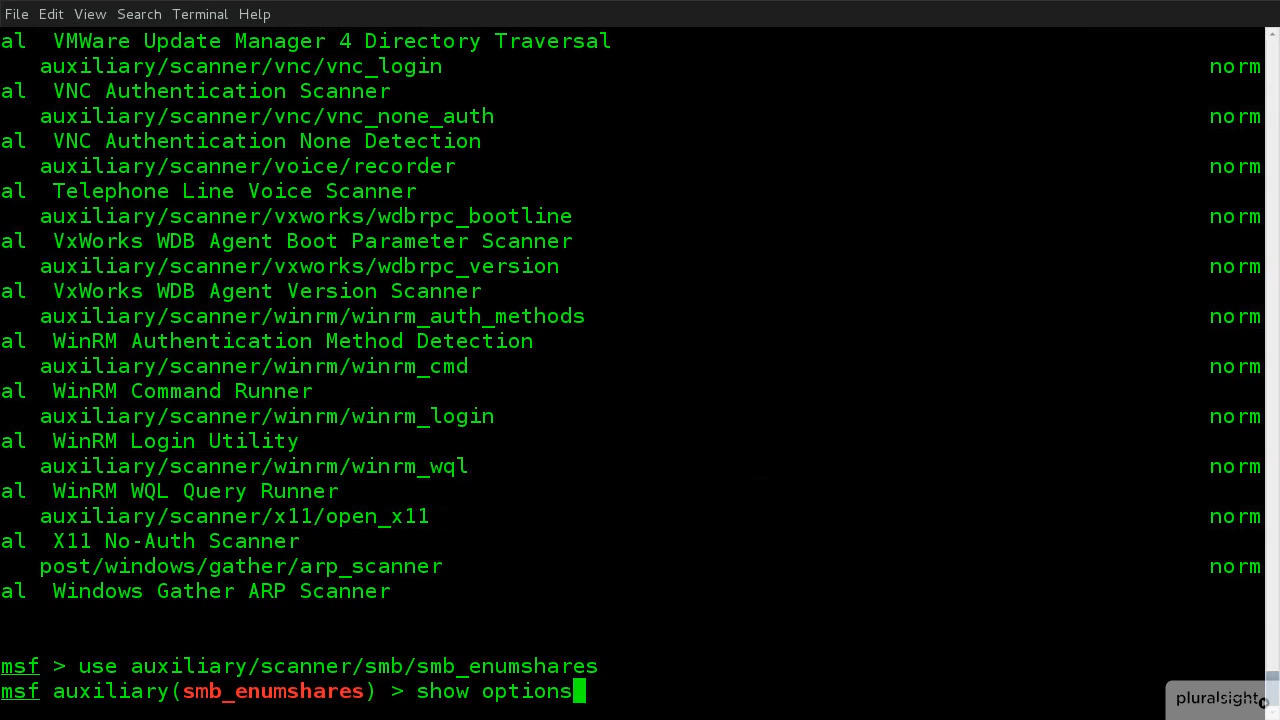 File Edit View Search Terminal Help
al  VMWare Update Manager 4 Directory Traversal
   auxiliary/scanner/vnc/vnc_login norm
al  VNC Authentication Scanner
   auxiliary/scanner/vnc/vnc_none_auth norm
al  VNC Authentication None Detection
   auxiliary/scanner/voice/recorder norm
al  Telephone Line Voice Scanner
   auxiliary/scanner/vxworks/wdbrpc_bootline norm
al  VxWorks WDB Agent Boot Parameter Scanner
   auxiliary/scanner/vxworks/wdbrpc_version norm
al  VxWorks WDB Agent Version Scanner
   auxiliary/scanner/winrm/winrm_auth_methods norm
al  WinRM Authentication Method Detection
   auxiliary/scanner/winrm/winrm_cmd norm
al  WinRM Command Runner
   auxiliary/scanner/winrm/winrm_login norm
al  WinRM Login Utility
   auxiliary/scanner/winrm/winrm_wql norm
al  WinRM WQL Query Runner
   auxiliary/scanner/x11/open_x11 norm
al  X11 No-Auth Scanner
   post/windows/gather/arp_scanner norm
al  Windows Gather ARP Scanner
msf > use auxiliary/scanner/smb/smb_enumshares
msf auxiliary(smb_enumshares) > show options
pluralsight